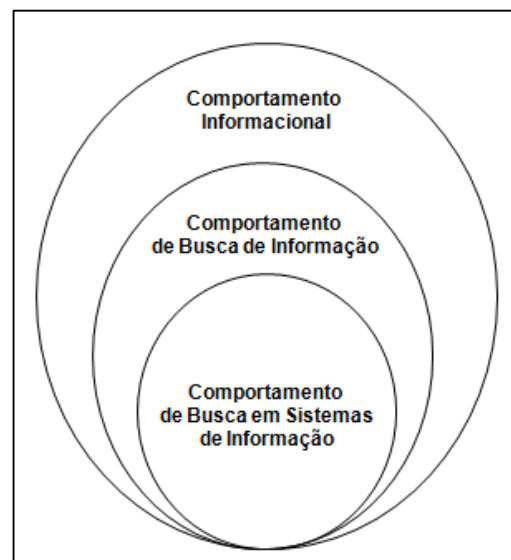 Comportamento
Informacional
Comportamento
de Busca de Informação
Comportamento
de Busca em Sistemas
de Informação